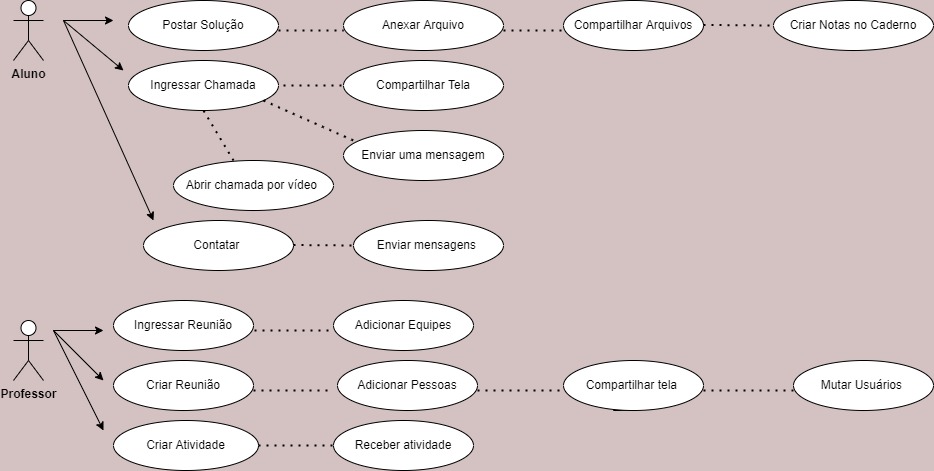 Postar Solução
Anexar Arquivo
Compartilhar Arquivos
Criar Notas no Caderno
Aluno
Ingressar Chamada
Compartilhar Tela
Enviar uma mensagem
Abrir chamada por vídeo
Contatar
Enviar mensagens
Ingressar Reunião
Adicionar Equipes
Professor
Criar Reunião
Adicionar Pessoas
Compartilhar tela
Mutar Usuários
Criar Atividade
Receber atividade